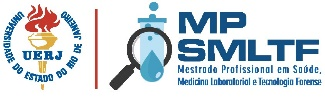 UNIVERSIDADE DO ESTADO DO RIO DE JANEIRO
UERJ
MP
SMLTF
Mestrado Profissional em Saúde,
Medicina Laboratorial e Tecnologia Forense